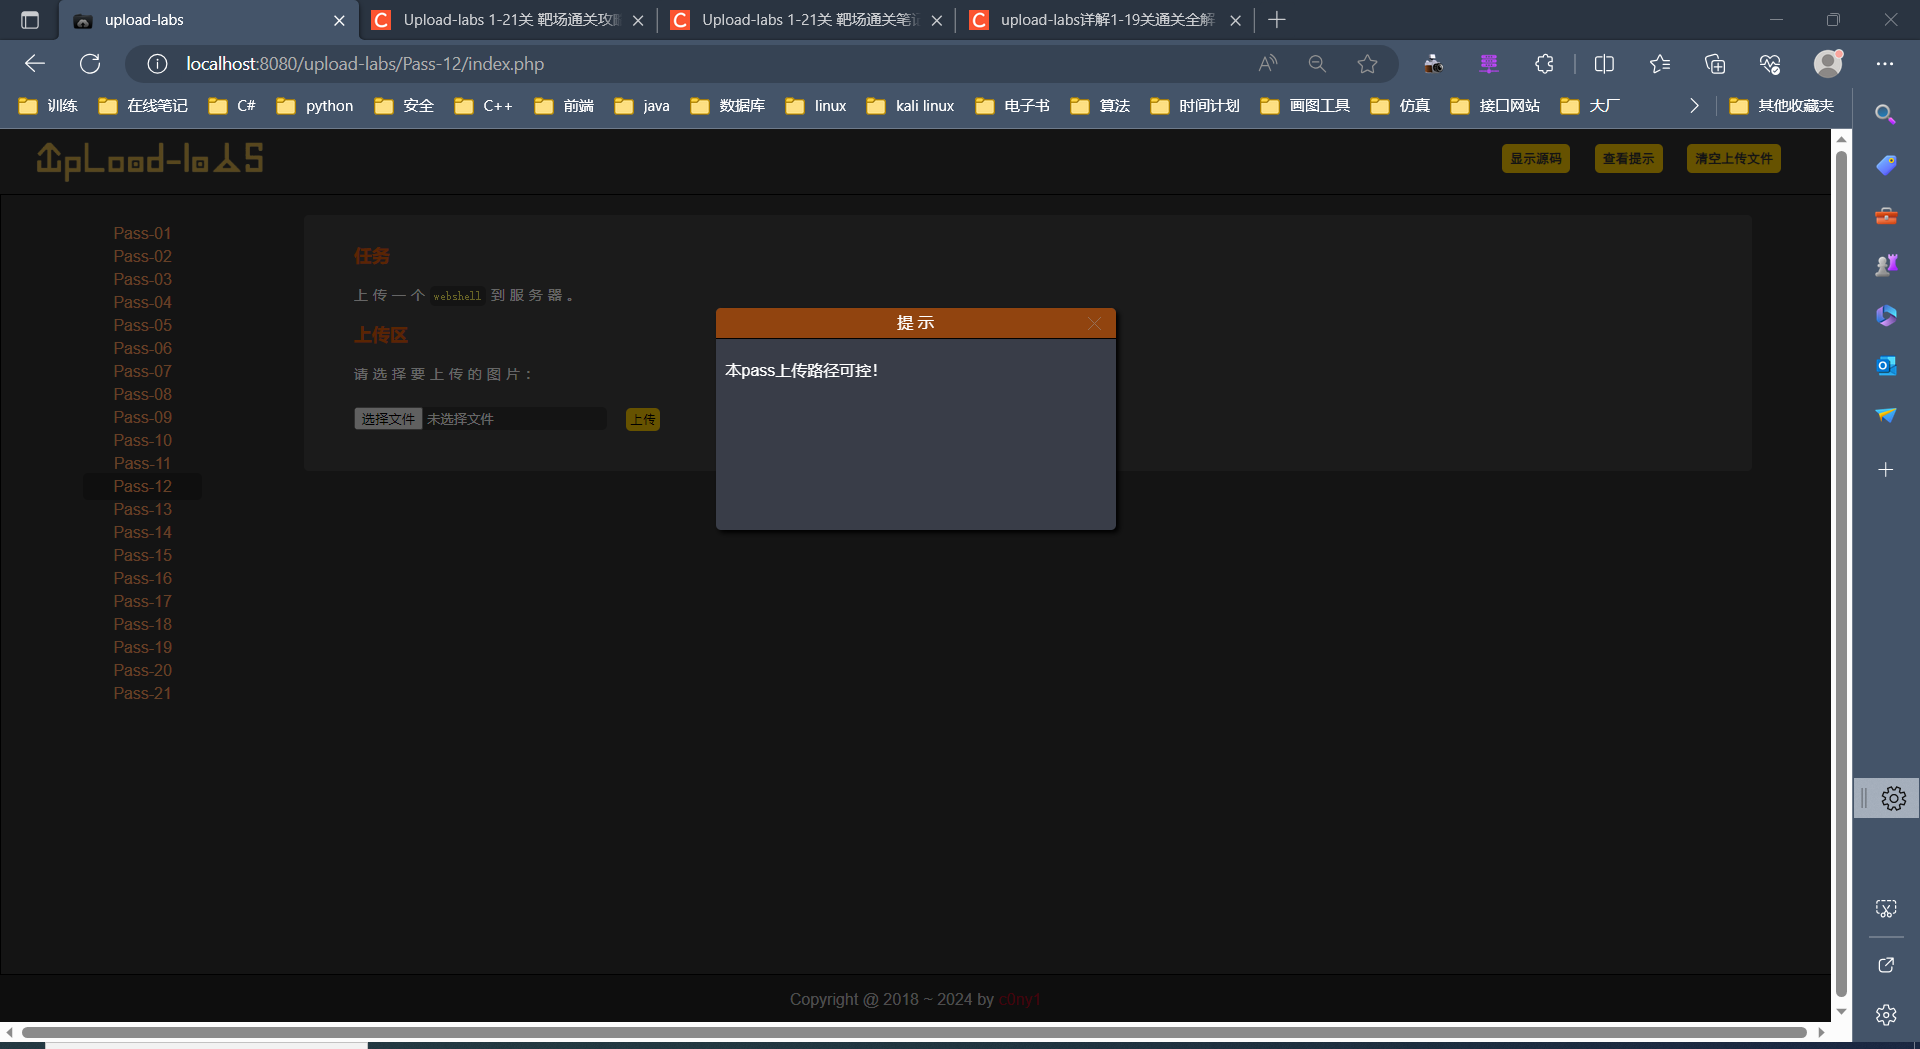 upload-labs
Upload-labs 1-21关 靶场通关攻略
Upload-labs 1-21关 靶场通关笔记
upload-labs详解1-19关通关全解
localhost:8080/upload-labs/Pass-12/index.php
训练
在线笔记
C#
python
安全
C++
前端
java
数据库
linux
kali linux
电子书
算法
时间计划
画图工具
仿真
接口网站
大厂
其他收藏夹
UpLoad-labs
显示源码
查看提示
清空上传文件
Pass-01
Pass-02
Pass-03
Pass-04
Pass-05
Pass-06
Pass-07
Pass-08
Pass-09
Pass-10
Pass-11
Pass-12
Pass-13
Pass-14
Pass-15
Pass-16
Pass-17
Pass-18
Pass-19
Pass-20
Pass-21
任务
上传一个 webshell 到服务器。
上传区
请选择要上传的图片：
选择文件 未选择文件
上传
提示
本pass上传路径可控！
Copyright @ 2018 ~ 2024 by c0ny1